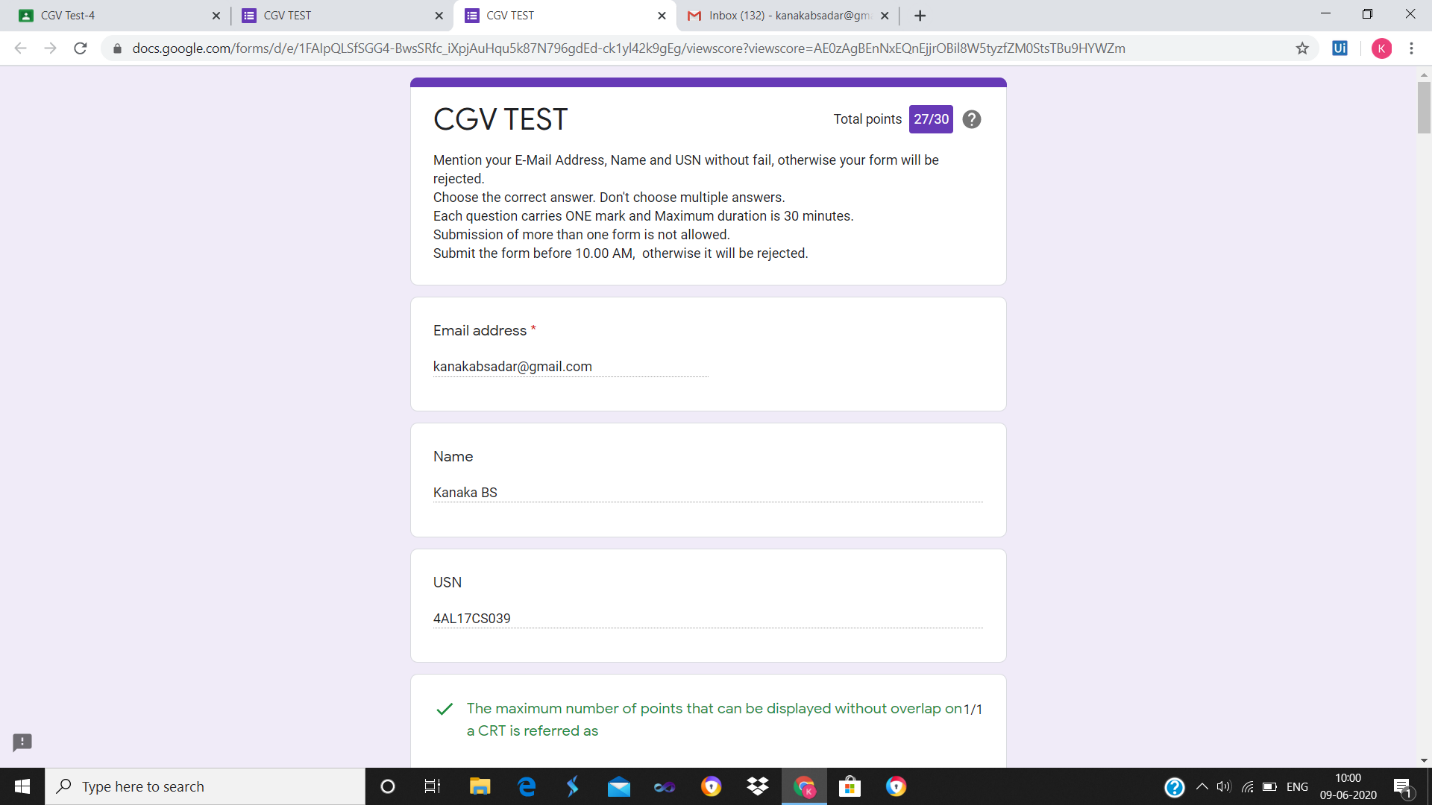 CGV Test-4
CGV TEST
CGV TEST
Inbox (132) - kanakabsadar@gm
docs.google.com/forms/d/e/1FAIpQLSfSGG4-BwsSRfc_iXpjAuHqu5k87N796gdEd-ck1yl42k9gEg/viewscore?viewscore=AE0zAgBEnNxEQnEjjrOBil8W5tyzfZM0StsTBu9HYWZm
Ui
K
CGV TEST
Total points 27/30
Mention your E-Mail Address, Name and USN without fail, otherwise your form will be
rejected.
Choose the correct answer. Don't choose multiple answers.
Each question carries ONE mark and Maximum duration is 30 minutes.
Submission of more than one form is not allowed.
Submit the form before 10.00 AM, otherwise it will be rejected.
Email address *
kanakabsadar@gmail.com
Name
Kanaka BS
USN
4AL17CS039
The maximum number of points that can be displayed without overlap on 1/1
a CRT is referred as
Type here to search
K
ENG
10:00
09-06-2020
1